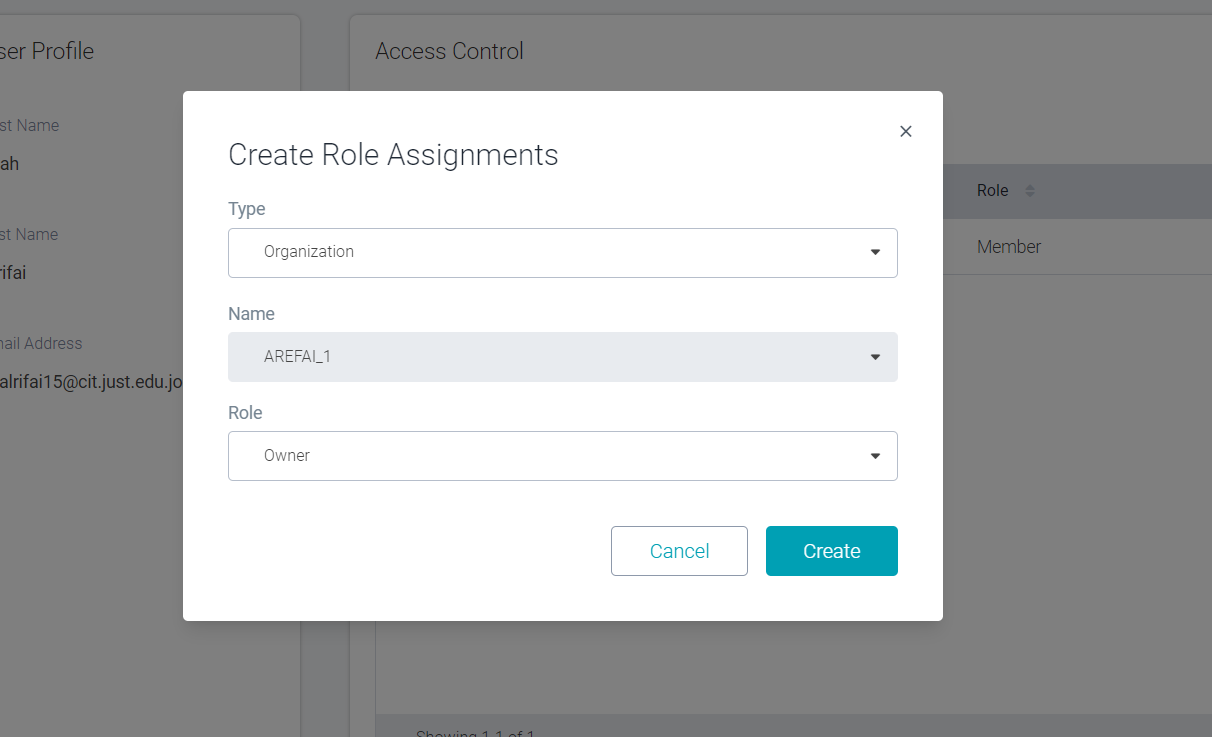 ser Profile
Access Control
st Name
ah
st Name
rifai
nail Address
alrifai15@cit.just.edu.jo
Create Role Assignments
Type
Organization
Name
AREFAI_1
Role
Owner
Cancel
Create
Role
Member
Showing 1-1 of 1